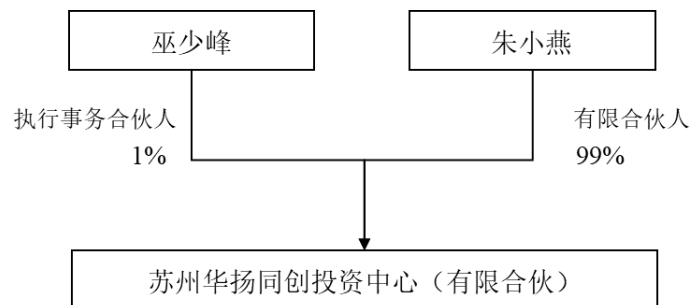 巫少峰
朱小燕
执行事务合伙人
1%
有限合伙人
99%
苏州华扬同创投资中心（有限合伙）